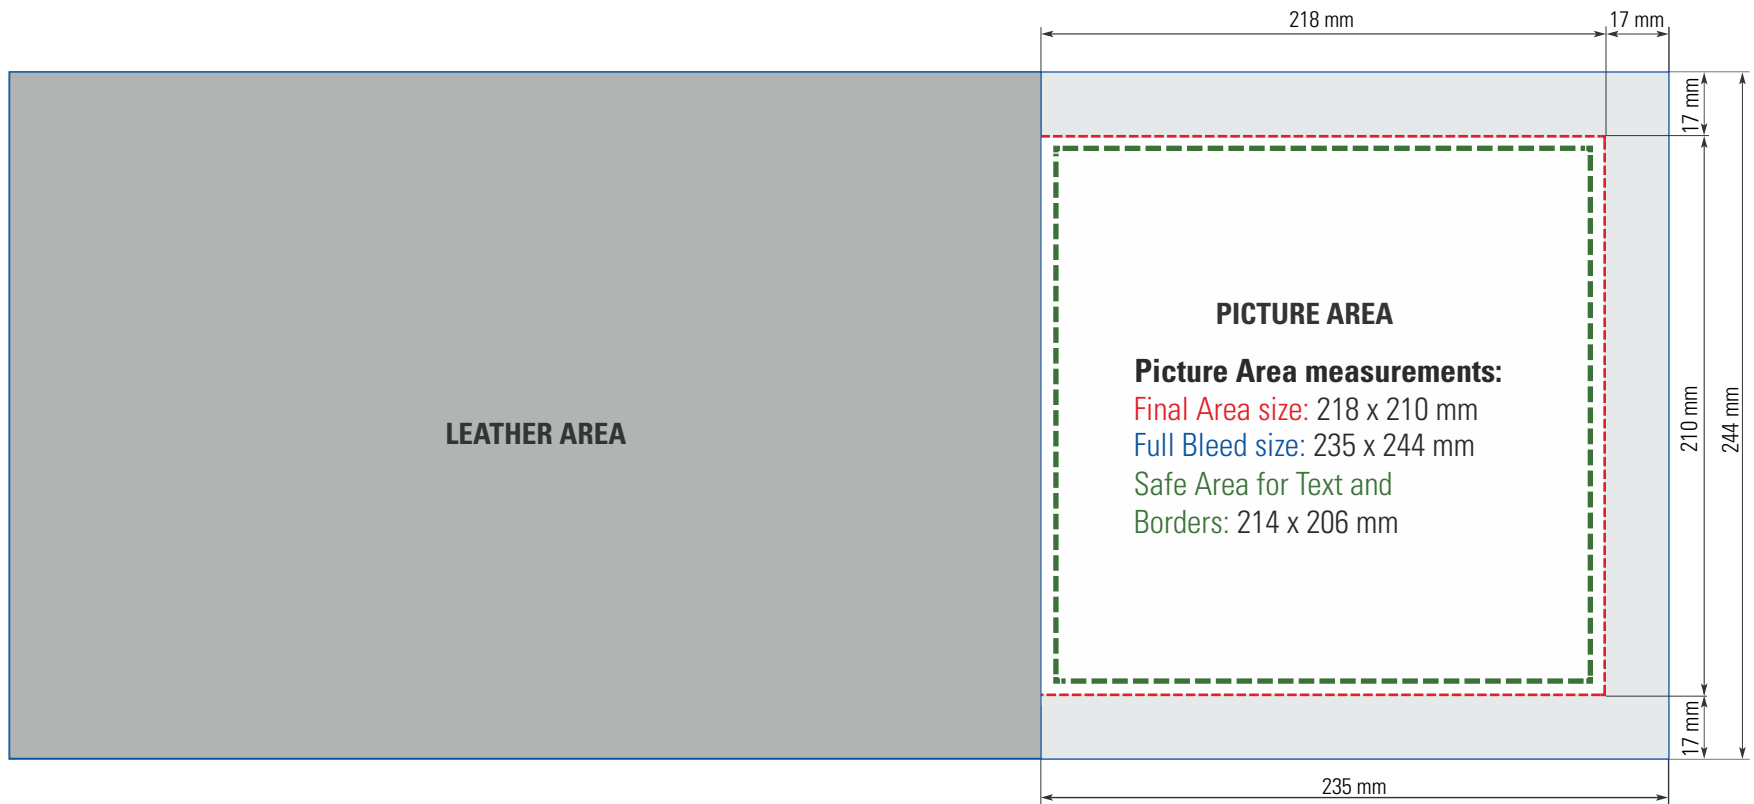 218 mm
17 mm
17 mm
LEATHER AREA
PICTURE AREA
Picture Area measurements:
Final Area size: 218 x 210 mm
Full Bleed size: 235 x 244 mm
Safe Area for Text and
Borders: 214 x 206 mm
210 mm
244 mm
17 mm
235 mm